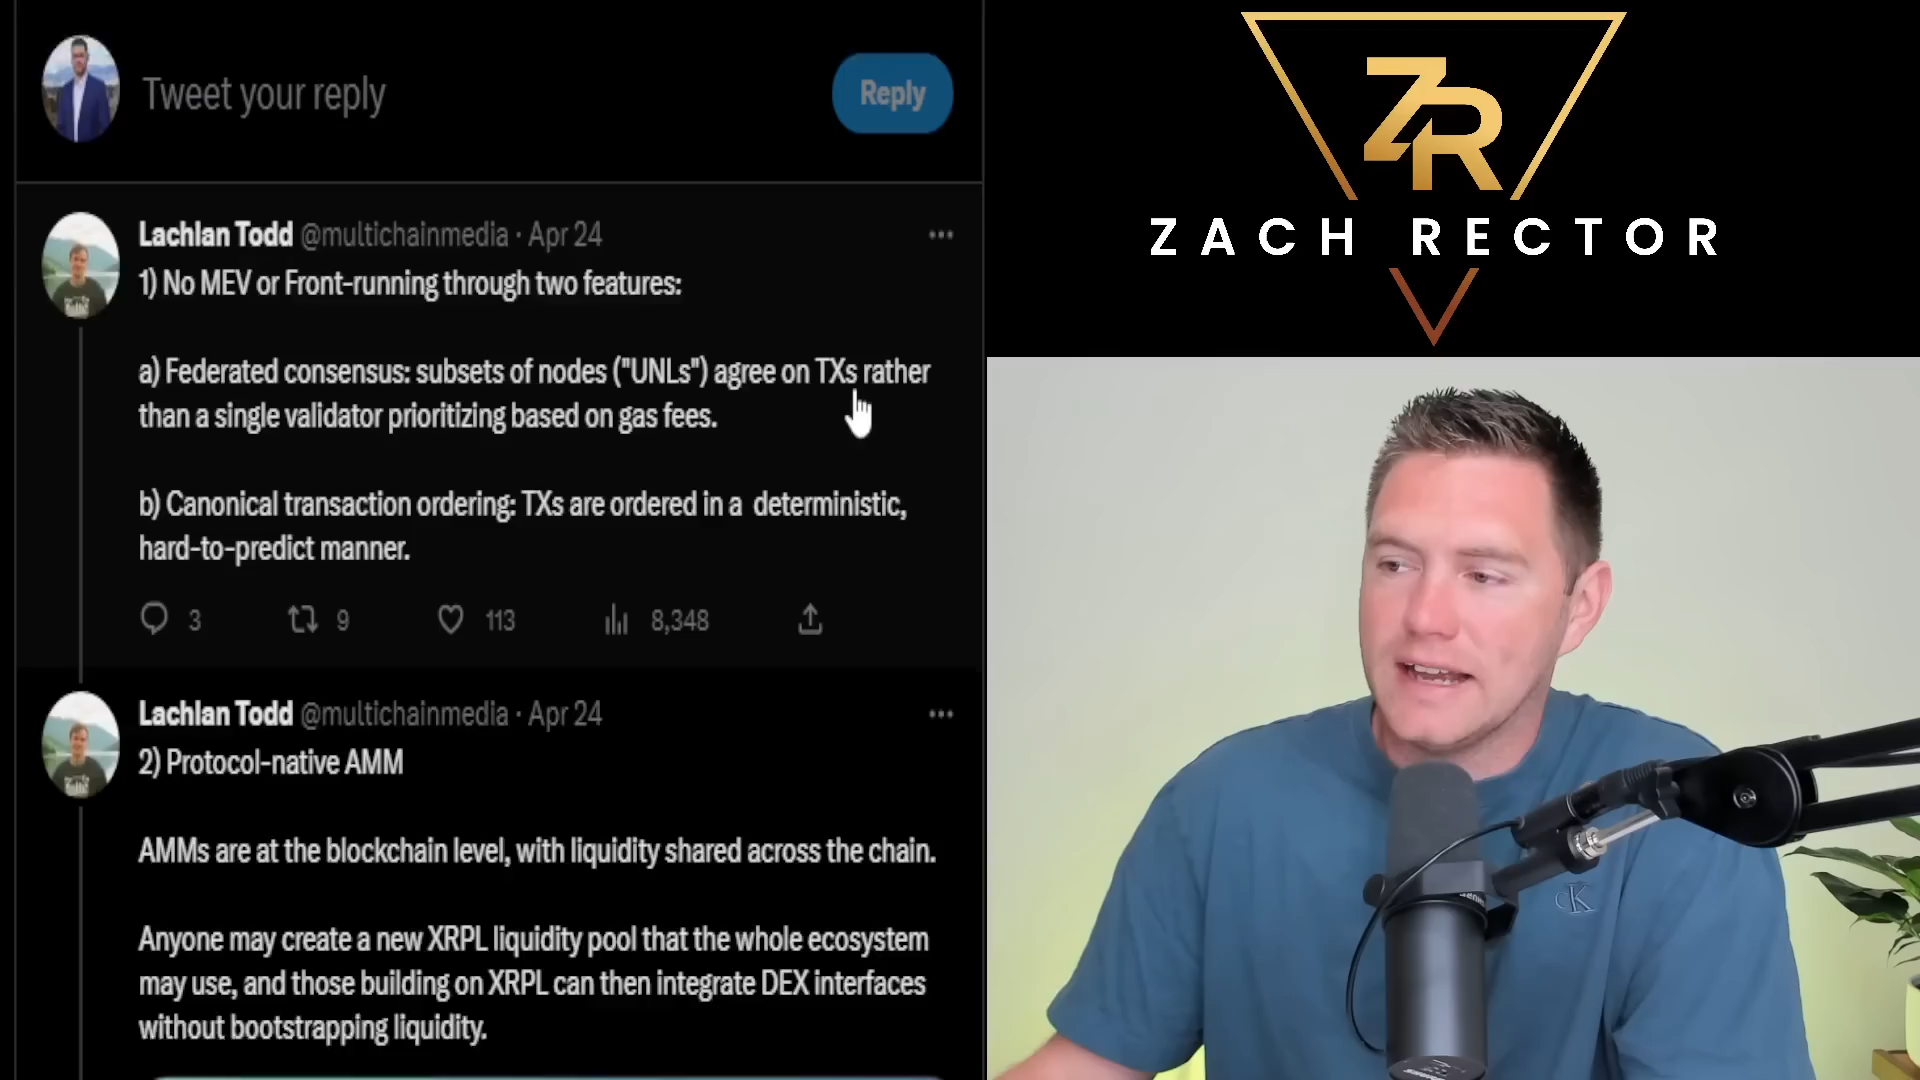 Tweet your reply
Reply
Lachlan Todd @multichainmedia · Apr 24
1) No MEV or Front-running through two features:
a) Federated consensus: subsets of nodes ("UNLs") agree on TXs rather
than a single validator prioritizing based on gas fees.
b) Canonical transaction ordering: TXs are ordered in a deterministic,
hard-to-predict manner.
3 9 113 8,348
Lachlan Todd @multichainmedia · Apr 24
2) Protocol-native AMM
AMMs are at the blockchain level, with liquidity shared across the chain.
Anyone may create a new XRPL liquidity pool that the whole ecosystem
may use, and those building on XRPL can then integrate DEX interfaces
without bootstrapping liquidity.
ZR
ZACH RECTOR
CK